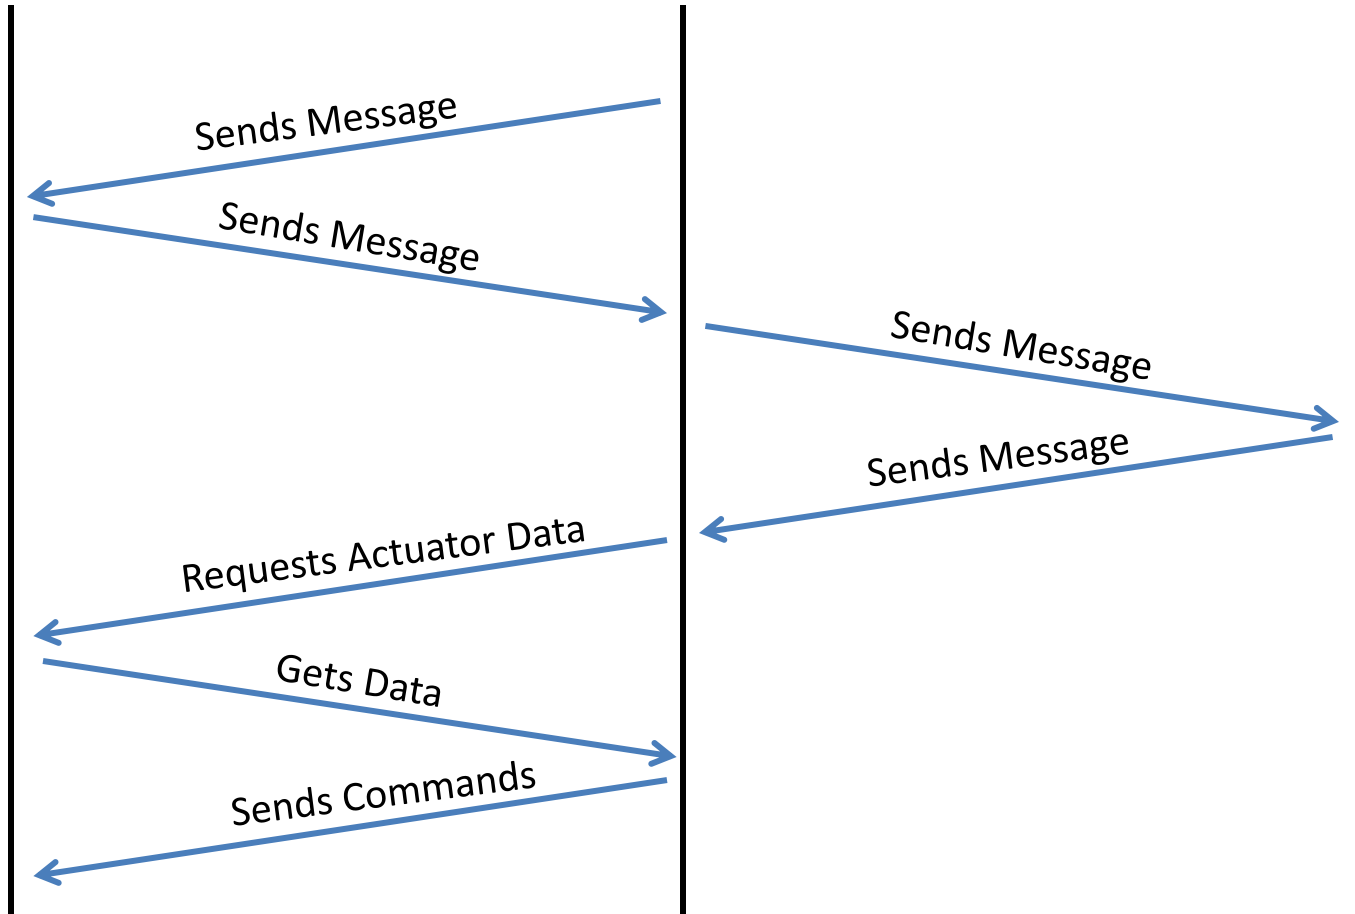 Sends Message
Sends Message
Sends Message
Sends Message
Requests Actuator Data
Gets Data
Sends Commands